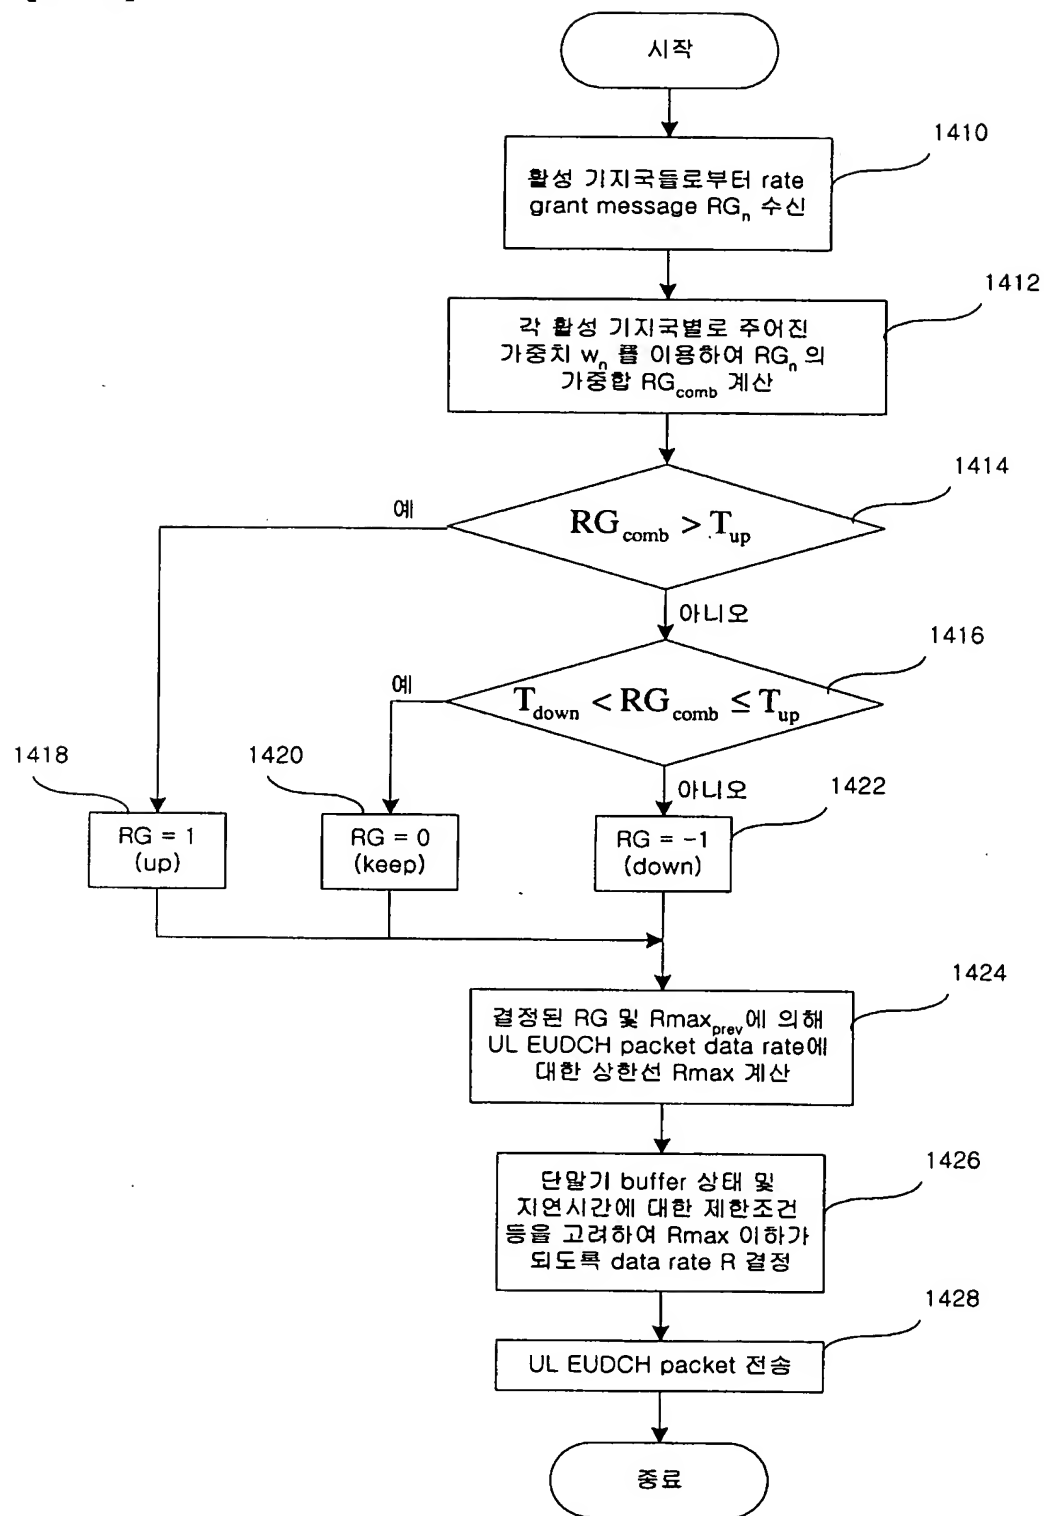 시작
1410
활성 기지국들로부터 rate
grant message RGn 수신
1412
각 활성 기지국별로 주어진
가중치 wn 를 이용하여 RGn 의
가중합 RGcomb 계산
1414
예
RGcomb > Tup
아니오
1416
예
Tdown < RGcomb ≤ Tup
1418
1420
아니오
1422
RG = 1
(up)
RG = 0
(keep)
RG = -1
(down)
1424
결정된 RG 및 Rmaxprev에 의해
UL EUDCH packet data rate에
대한 상한선 Rmax 계산
1426
단말기 buffer 상태 및
지연시간에 대한 제한조건
등을 고려하여 Rmax 이하가
되도록 data rate R 결정
1428
UL EUDCH packet 전송
종료